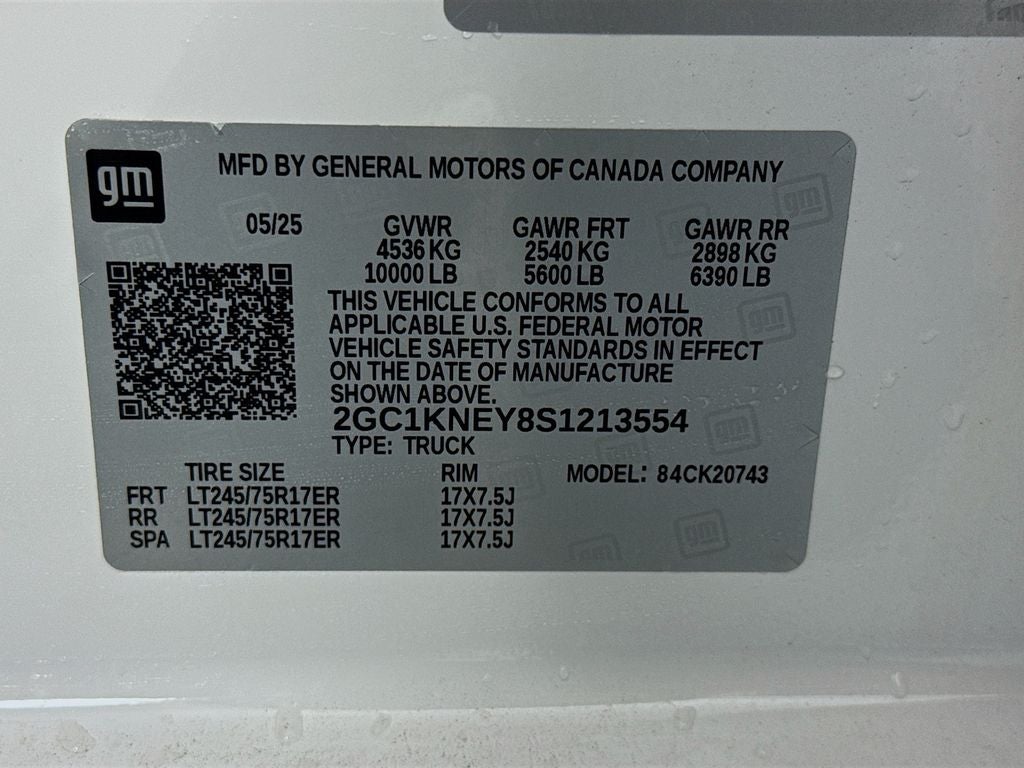 gm
MFD BY GENERAL MOTORS OF CANADA COMPANY
05/25 GVWR GAWR FRT GAWR RR
4536 KG 2540 KG 2898 KG
10000 LB 5600 LB 6390 LB
THIS VEHICLE CONFORMS TO ALL
APPLICABLE U.S. FEDERAL MOTOR
VEHICLE SAFETY STANDARDS IN EFFECT
ON THE DATE OF MANUFACTURE
SHOWN ABOVE.
2GC1KNEY8S1213554
TYPE: TRUCK
TIRE SIZE RIM MODEL: 84CK20743
FRT LT245/75R17ER 17X7.5J
RR LT245/75R17ER 17X7.5J
SPA LT245/75R17ER 17X7.5J